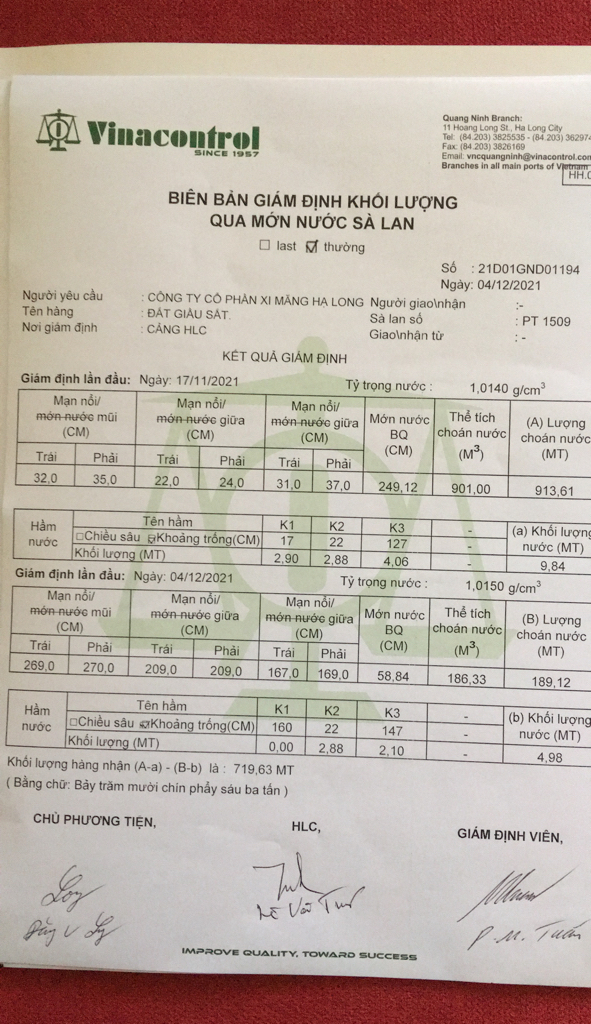 Vinacontrol
SINCE 1957
Quang Ninh Branch:
11 Hoang Long St., Ha Long City
Tel: (84.203) 3825535 - (84.203) 362974
Fax: (84.203) 3826169
Email: vncquangninh@vinacontrol.com
Branches in all main ports of Vietnam
HH.0
BIÊN BẢN GIÁM ĐỊNH KHỐI LƯỢNG
QUA MỚN NƯỚC SÀ LAN
☐ last ☑ thường
Số : 21D01GND01194
Ngày: 04/12/2021
Người yêu cầu : CÔNG TY CỔ PHẦN XI MĂNG HẠ LONG Người giao\nhận :-
Tên hàng : ĐẤT GIÀU SẮT. Sà lan số : PT 1509
Nơi giám định : CẢNG HLC Giao\nhận từ : -
KẾT QUẢ GIÁM ĐỊNH
Giám định lần đầu: Ngày: 17/11/2021 Tỷ trọng nước : 1,0140 g/cm³
Mạn nổi/ Mạn nổi/ Mạn nổi/ Mớn nước Thể tích (A) Lượng
mớn nước mũi mớn nước giữa mớn nước giữa BQ choán nước choán nước
(CM) (CM) (CM) (CM) (M³) (MT)
Trái Phải Trái Phải Trái Phải
32,0 35,0 22,0 24,0 31,0 37,0 249,12 901,00 913,61
Hầm nước Tên hầm K1 K2 K3 - (a) Khối lượng
☐Chiều sâu ☑Khoảng trống(CM) 17 22 127 - nước (MT)
Khối lượng (MT) 2,90 2,88 4,06 - 9,84
Giám định lần đầu: Ngày: 04/12/2021 Tỷ trọng nước : 1,0150 g/cm³
Mạn nổi/ Mạn nổi/ Mạn nổi/ Mớn nước Thể tích (B) Lượng
mớn nước mũi mớn nước giữa mớn nước giữa BQ choán nước choán nước
(CM) (CM) (CM) (CM) (M³) (MT)
Trái Phải Trái Phải Trái Phải
269,0 270,0 209,0 209,0 167,0 169,0 58,84 186,33 189,12
Hầm nước Tên hầm K1 K2 K3 - (b) Khối lượng
☐Chiều sâu ☑Khoảng trống(CM) 160 22 147 - nước (MT)
Khối lượng (MT) 0,00 2,88 2,10 - 4,98
Khối lượng hàng nhận (A-a) - (B-b) là : 719,63 MT
( Bằng chữ: Bảy trăm mười chín phẩy sáu ba tấn )
CHỦ PHƯƠNG TIỆN, HLC, GIÁM ĐỊNH VIÊN,
Lê Văn
P. M. Tuấn
IMPROVE QUALITY, TOWARD SUCCESS